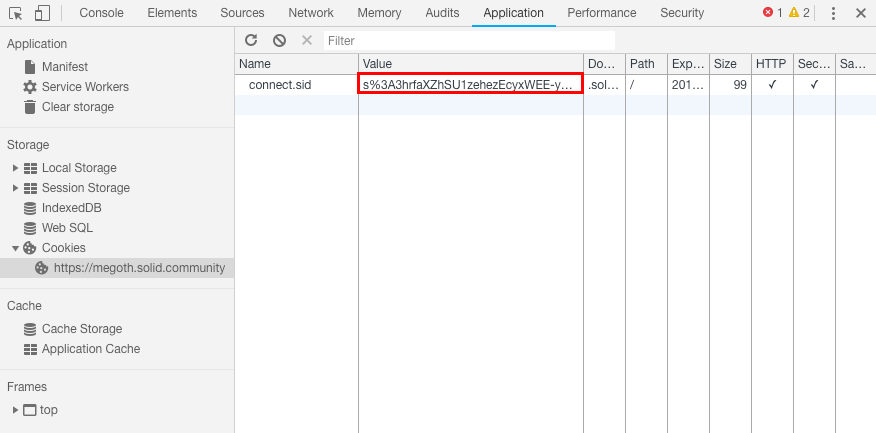 Console Elements Sources Network Memory Audits Application Performance Security 1 2
Application
Manifest
Service Workers
Clear storage
Storage
Local Storage
Session Storage
IndexedDB
Web SQL
Cookies
https://megoth.solid.community
Cache
Cache Storage
Application Cache
Frames
top
Filter
Name Value Do... Path Exp... Size HTTP Sec... Sa...
connect.sid s%3A3hrfaXZhSU1zehezEcyxWEE-y... .sol... / 201... 99 ✓ ✓